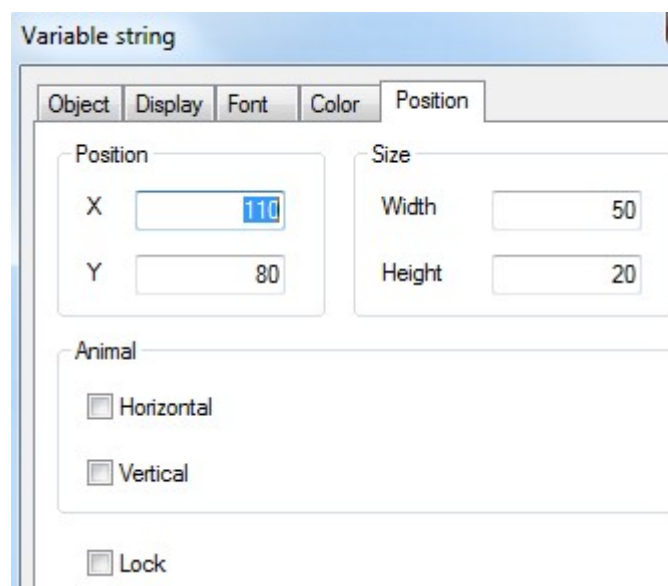 Variable string
Object Display Font Color Position
Position Size
X 110 Width 50
Y 80 Height 20
Animal
Horizontal
Vertical
Lock